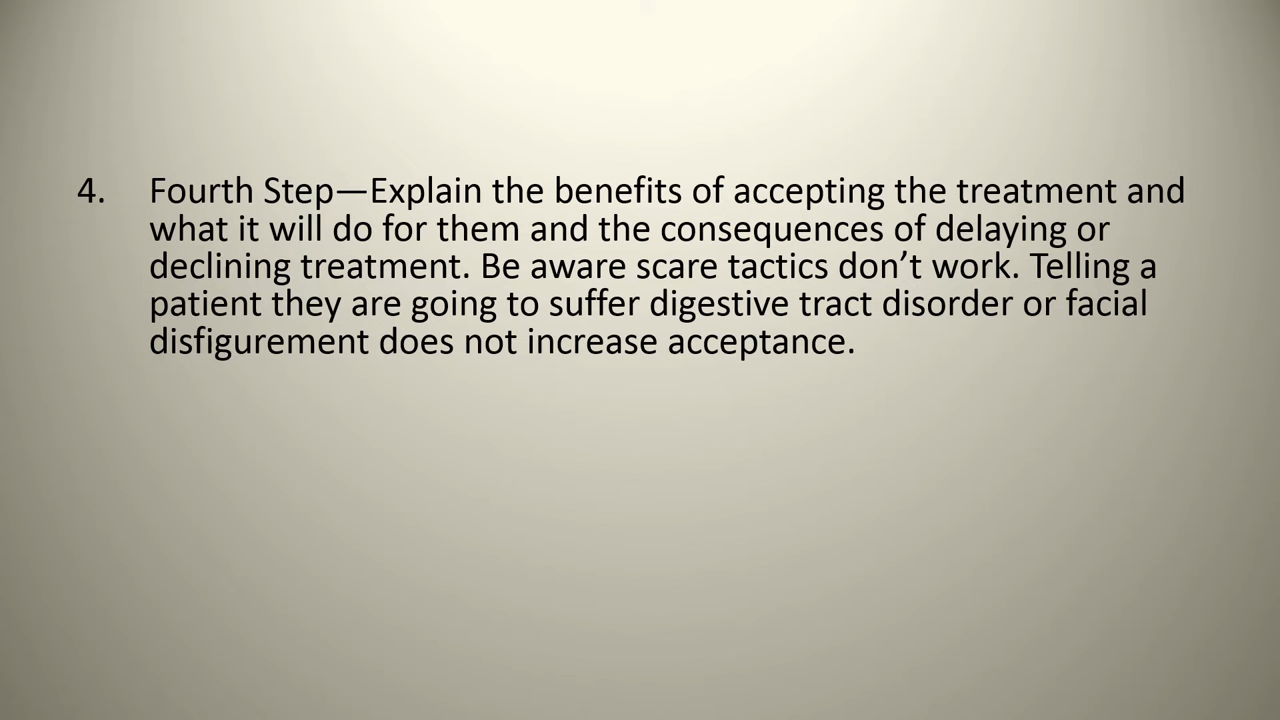 4. Fourth Step—Explain the benefits of accepting the treatment and
what it will do for them and the consequences of delaying or
declining treatment. Be aware scare tactics don’t work. Telling a
patient they are going to suffer digestive tract disorder or facial
disfigurement does not increase acceptance.